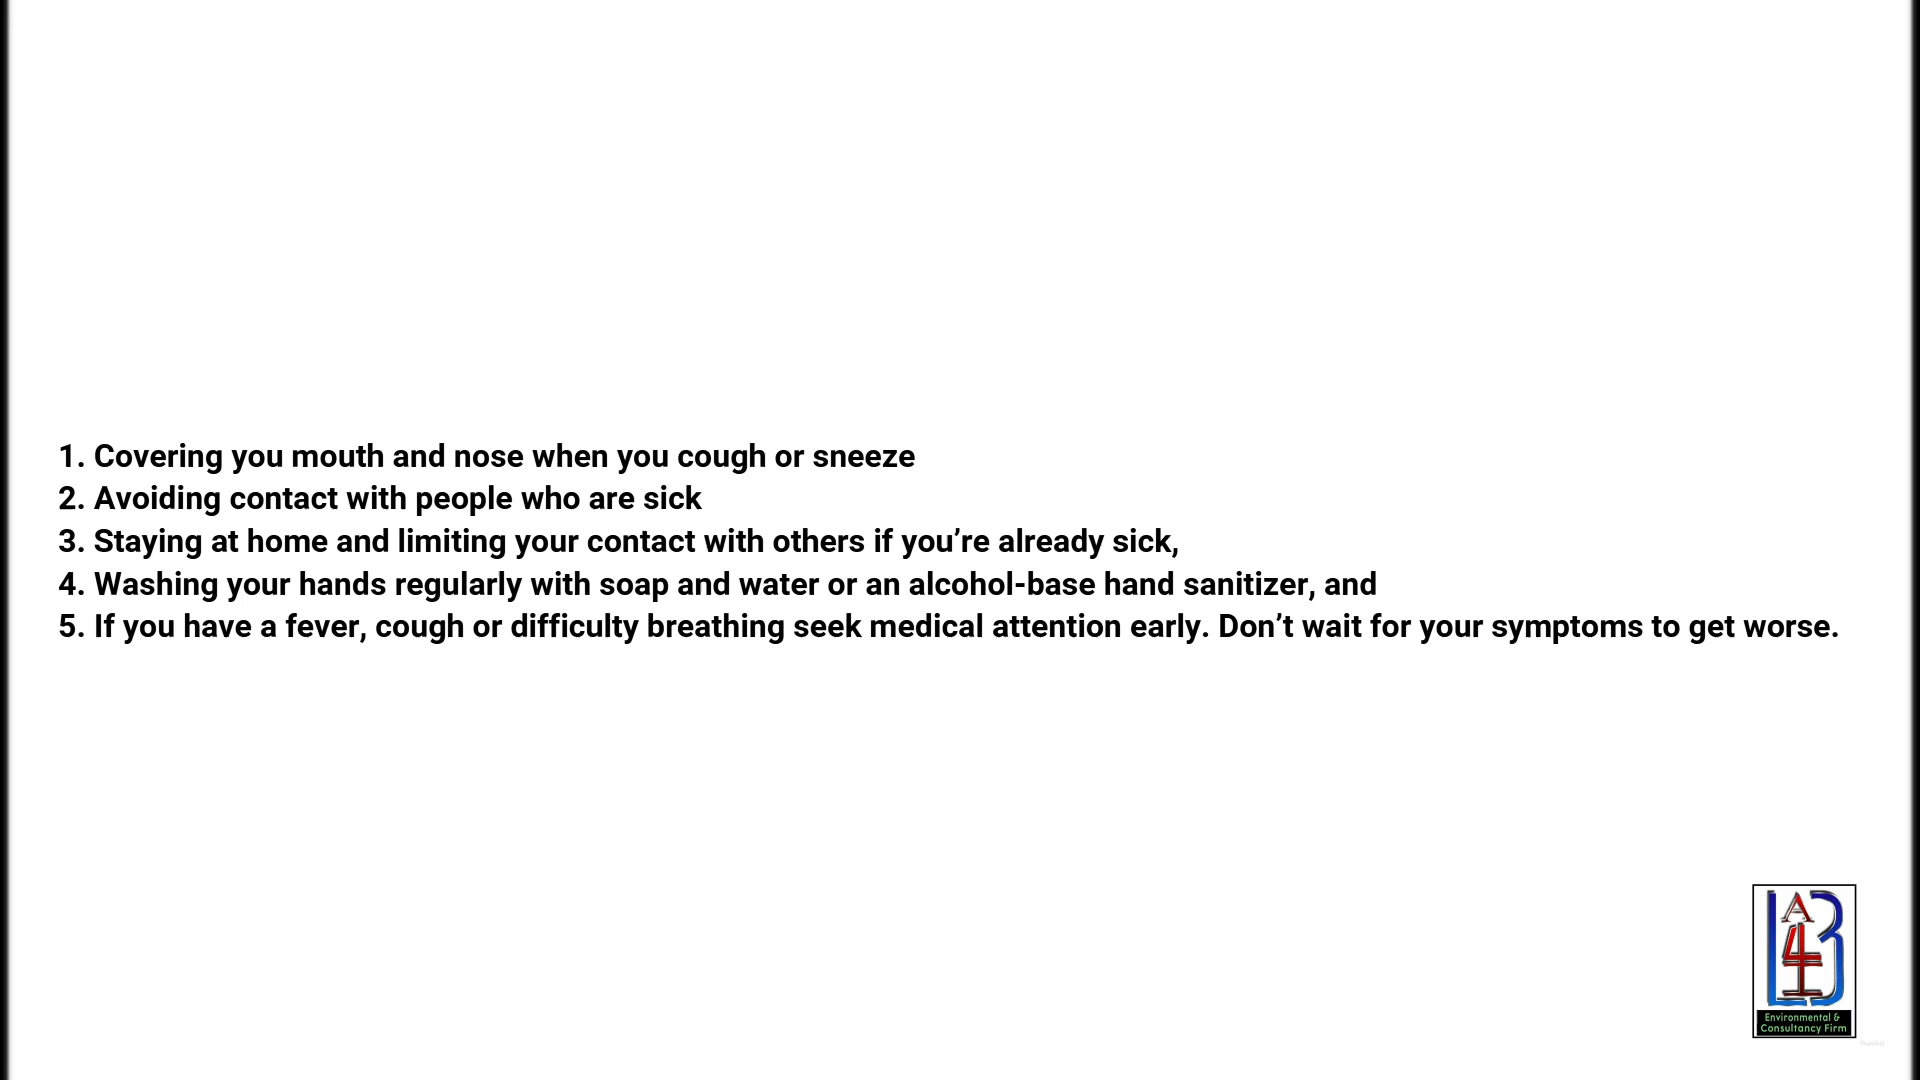 1. Covering you mouth and nose when you cough or sneeze
2. Avoiding contact with people who are sick
3. Staying at home and limiting your contact with others if you’re already sick,
4. Washing your hands regularly with soap and water or an alcohol-base hand sanitizer, and
5. If you have a fever, cough or difficulty breathing seek medical attention early. Don’t wait for your symptoms to get worse.
Environmental &
Consultancy Firm